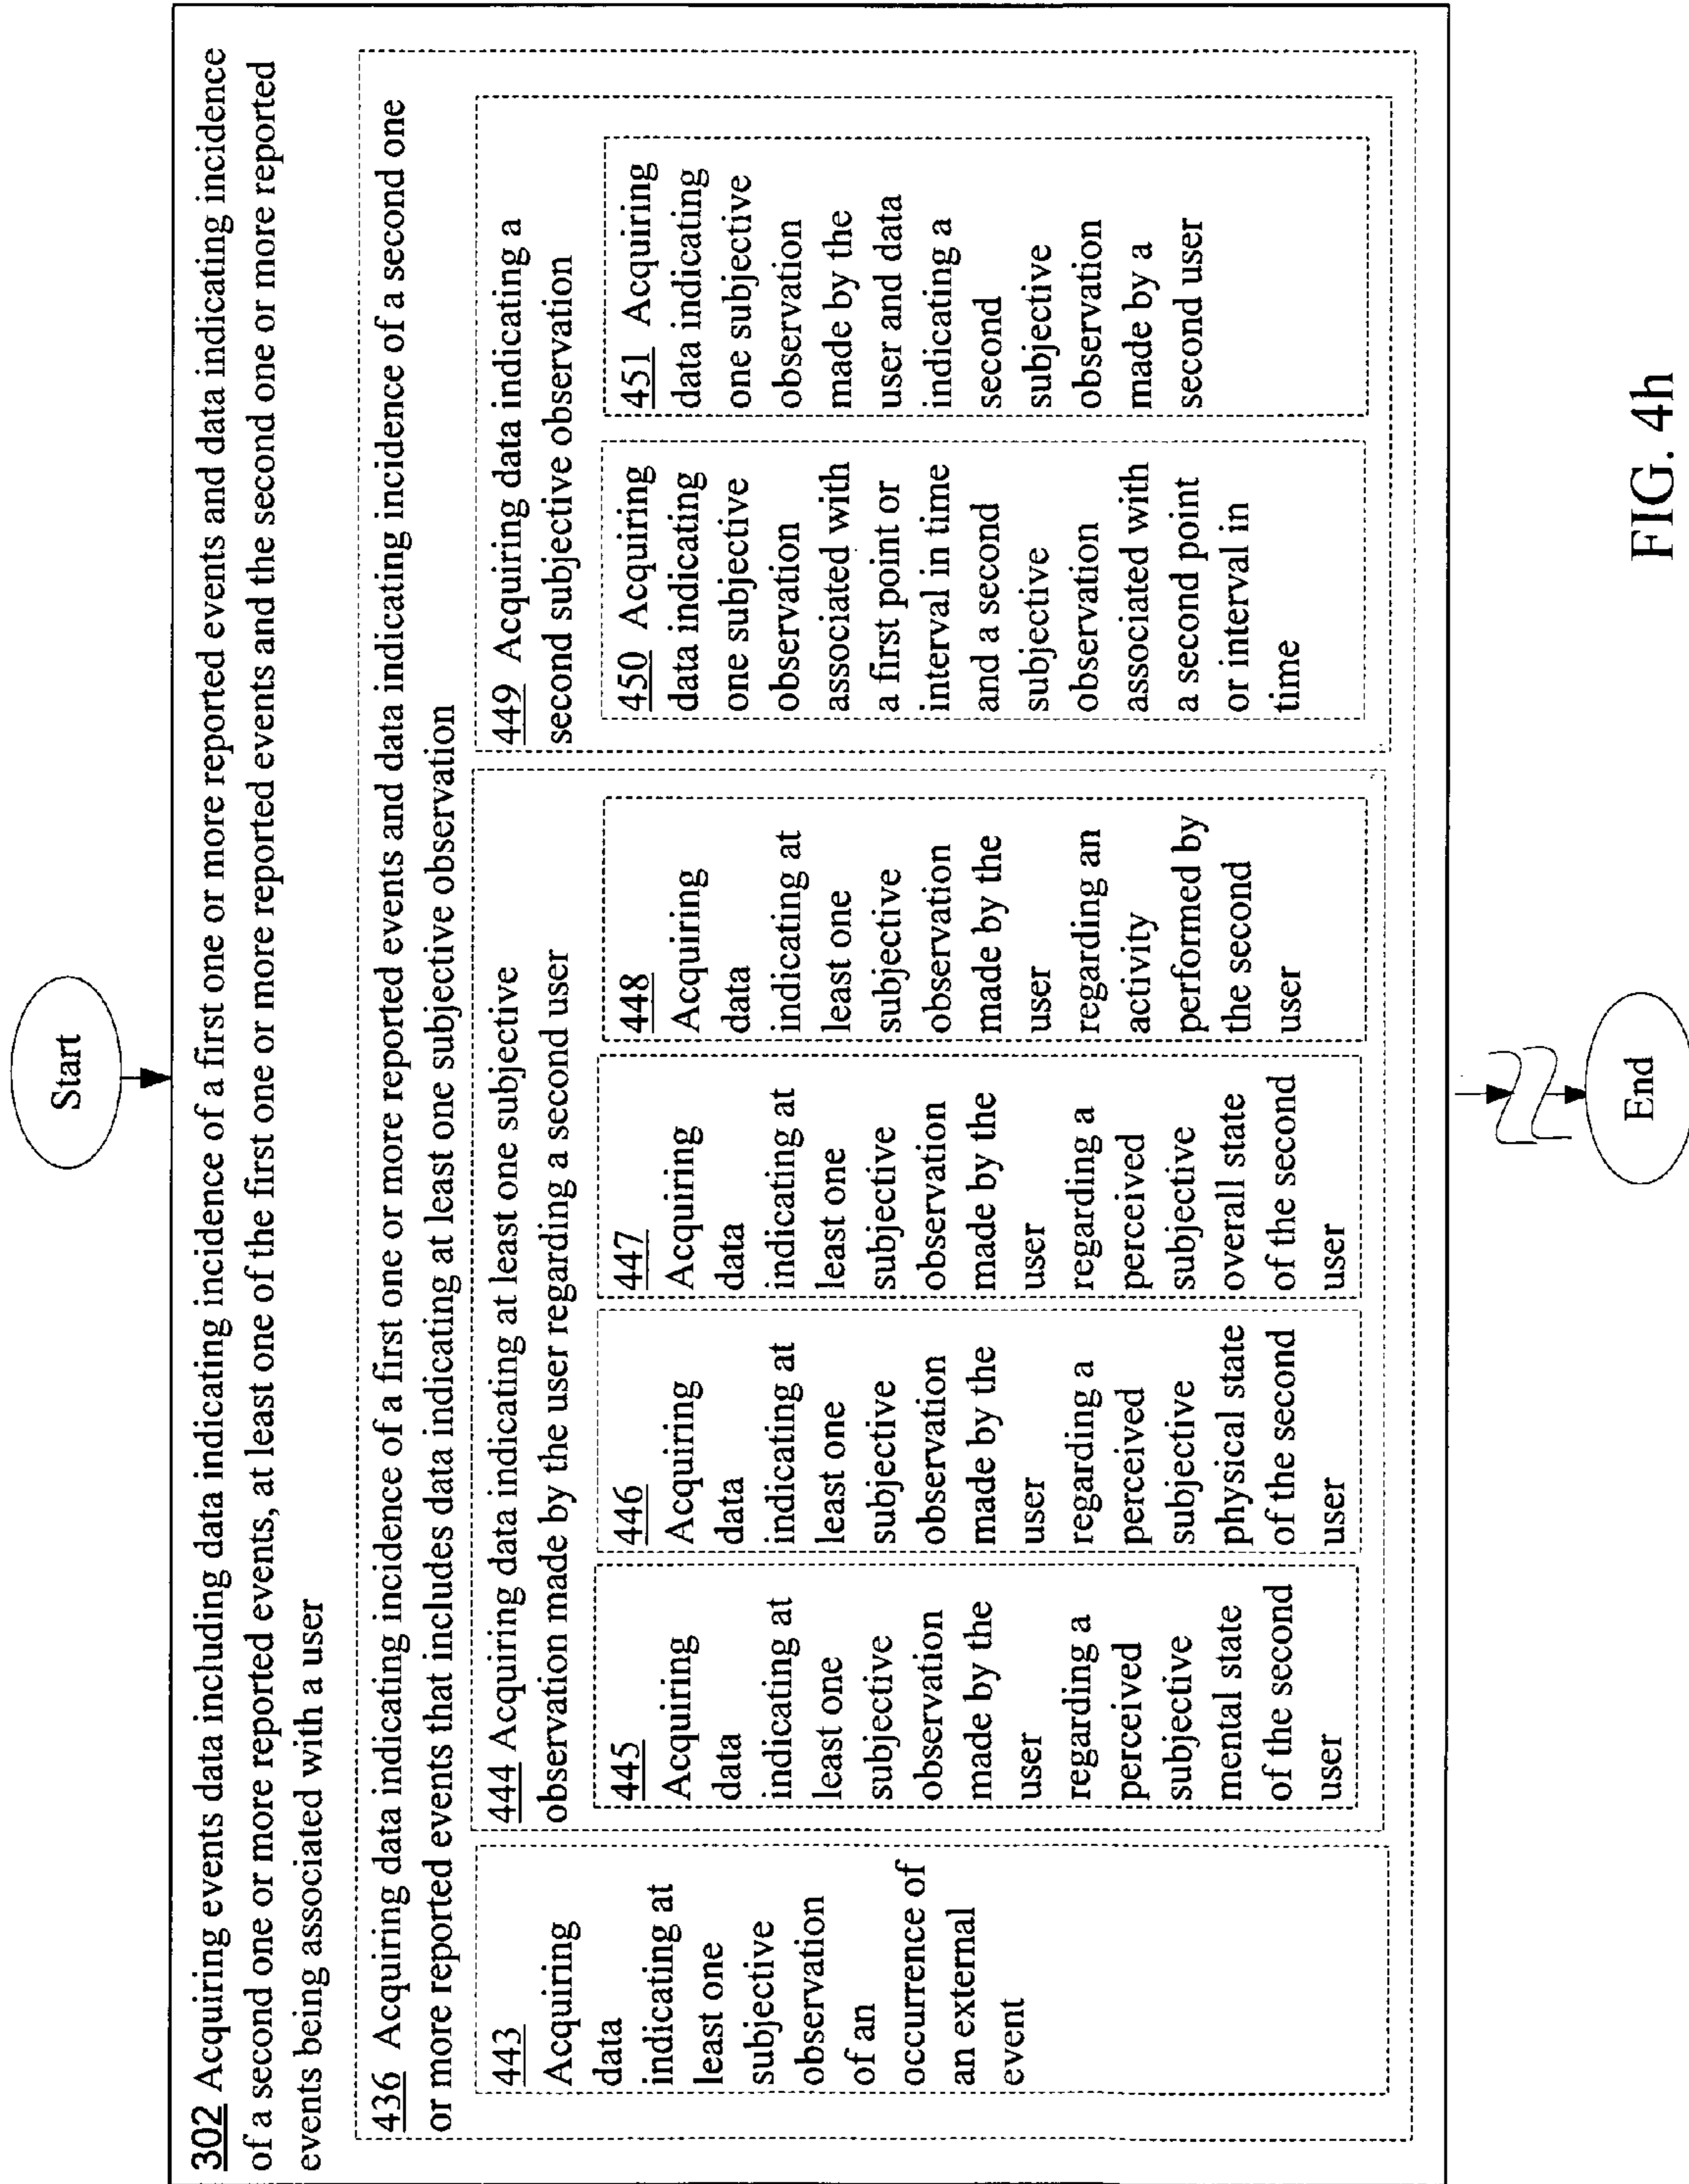 Start
302 Acquiring events data including data indicating incidence of a first one or more reported events and data indicating incidence
of a second one or more reported events, at least one of the first one or more reported events and the second one or more reported
events being associated with a user
436 Acquiring data indicating incidence of a first one or more reported events and data indicating incidence of a second one
or more reported events that includes data indicating at least one subjective observation
443
Acquiring
data
indicating at
least one
subjective
observation
of an
occurrence of
an external
event
444 Acquiring data indicating at least one subjective
observation made by the user regarding a second user
445
Acquiring
data
indicating at
least one
subjective
observation
made by the
user
regarding a
perceived
subjective
mental state
of the second
user
446
Acquiring
data
indicating at
least one
subjective
observation
made by the
user
regarding a
perceived
subjective
physical state
of the second
user
447
Acquiring
data
indicating at
least one
subjective
observation
made by the
user
regarding a
perceived
subjective
overall state
of the second
user
448
Acquiring
data
indicating at
least one
subjective
observation
made by the
user
regarding an
activity
performed by
the second
user
449 Acquiring data indicating a
second subjective observation
450 Acquiring
data indicating
one subjective
observation
associated with
a first point or
interval in time
and a second
subjective
observation
associated with
a second point
or interval in
time
451 Acquiring
data indicating
one subjective
observation
made by the
user and data
indicating a
second
subjective
observation
made by a
second user
End
FIG. 4h